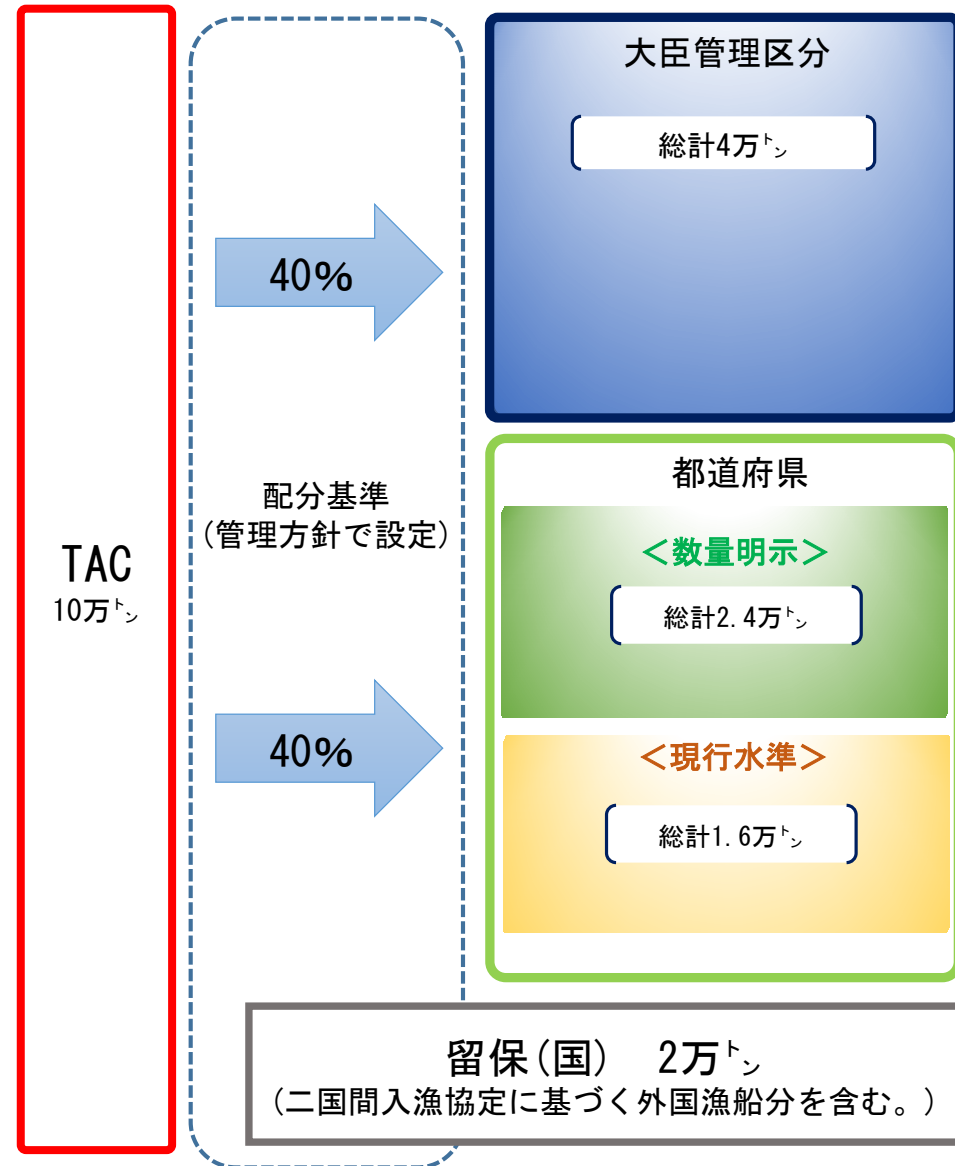 TAC
10万トン
配分基準
(管理方針で設定)
40%
40%
大臣管理区分
総計4万トン
都道府県
<数量明示>
総計2.4万トン
<現行水準>
総計1.6万トン
留保(国) 2万トン
(二国間入漁協定に基づく外国漁船分を含む。)